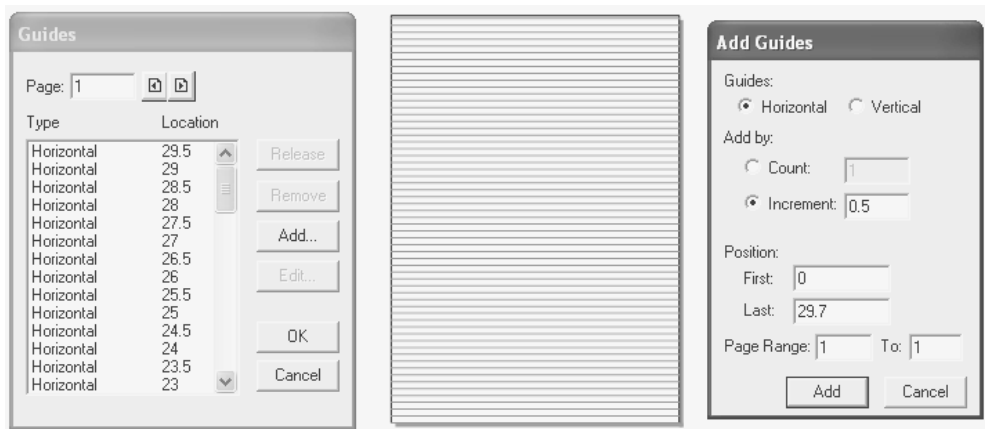 Guides
Page: 1
Type Location
Horizontal 29.5
Horizontal 29
Horizontal 28.5
Horizontal 28
Horizontal 27.5
Horizontal 27
Horizontal 26.5
Horizontal 26
Horizontal 25.5
Horizontal 25
Horizontal 24.5
Horizontal 24
Horizontal 23.5
Horizontal 23
Release
Remove
Add...
Edit...
OK
Cancel
Add Guides
Guides:
Horizontal Vertical
Add by:
Count: 1
Increment: 0.5
Position:
First: 0
Last: 29.7
Page Range: 1 To: 1
Add Cancel